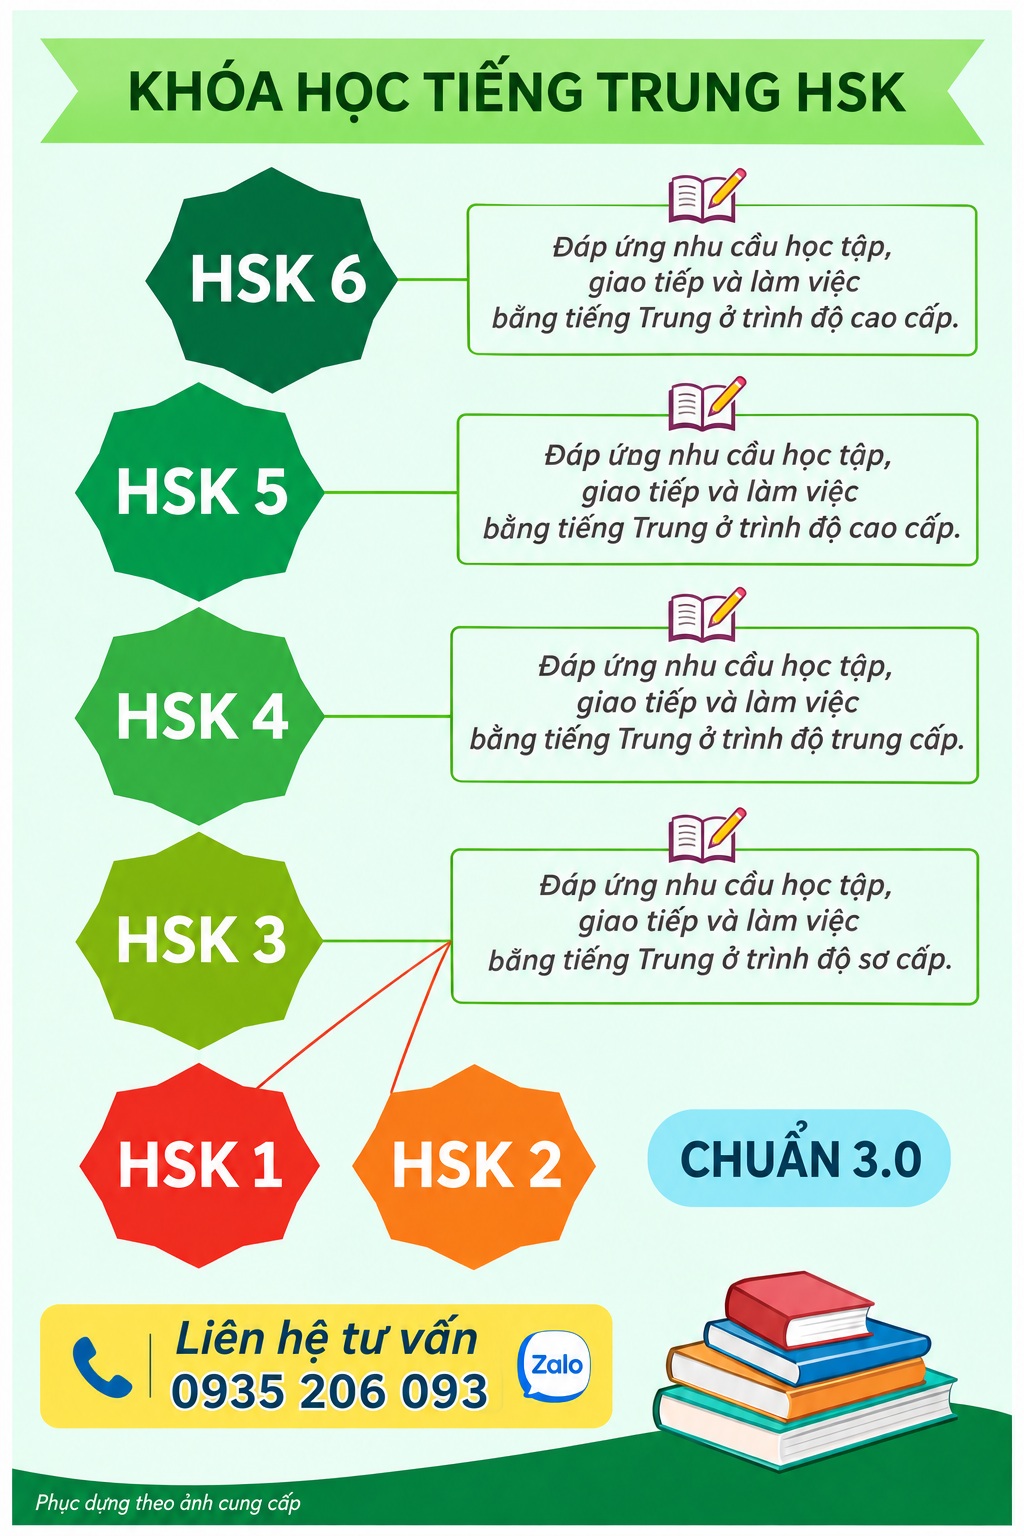 KHÓA HỌC TIẾNG TRUNG HSK
HSK 6
Đáp ứng nhu cầu học tập,
giao tiếp và làm việc
bằng tiếng Trung ở trình độ cao cấp.
HSK 5
Đáp ứng nhu cầu học tập,
giao tiếp và làm việc
bằng tiếng Trung ở trình độ cao cấp.
HSK 4
Đáp ứng nhu cầu học tập,
giao tiếp và làm việc
bằng tiếng Trung ở trình độ trung cấp.
HSK 3
Đáp ứng nhu cầu học tập,
giao tiếp và làm việc
bằng tiếng Trung ở trình độ sơ cấp.
HSK 1
HSK 2
CHUẨN 3.0
Liên hệ tư vấn
0935 206 093
Zalo
Phục dựng theo ảnh cung cấp